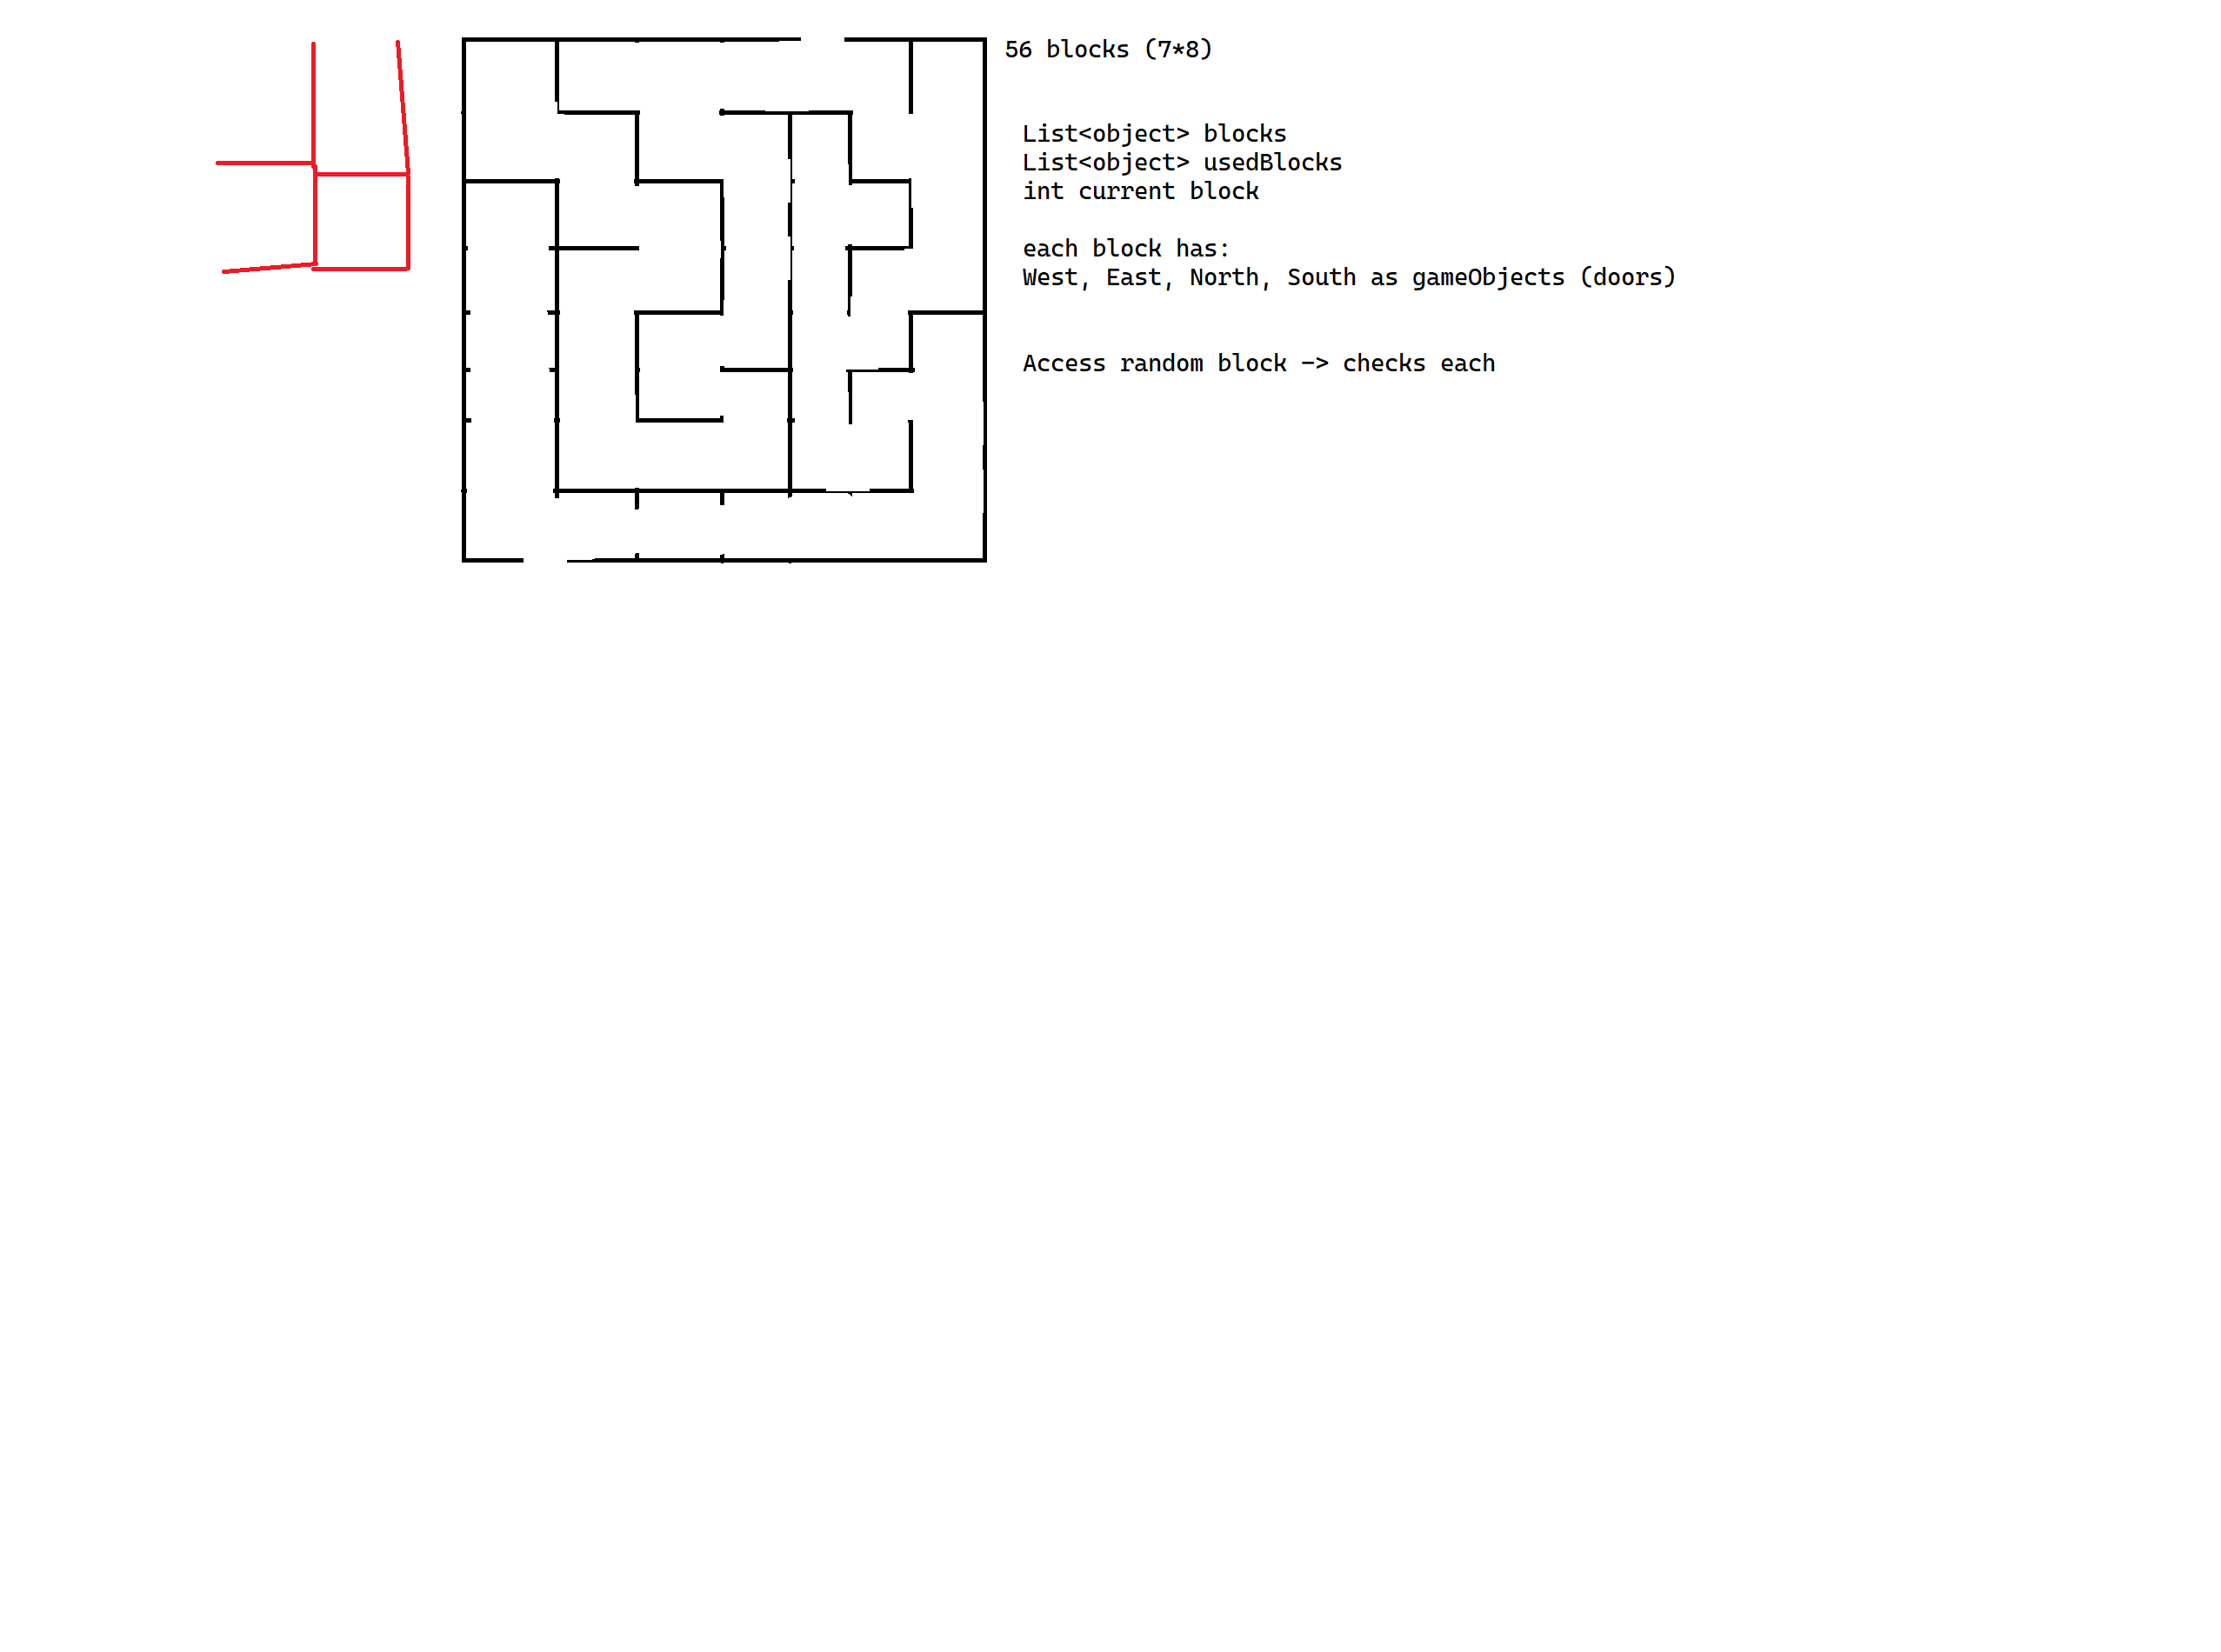 56 blocks (7*8)
List<object> blocks
List<object> usedBlocks
int current block
each block has:
West, East, North, South as gameObjects (doors)
Access random block -> checks each